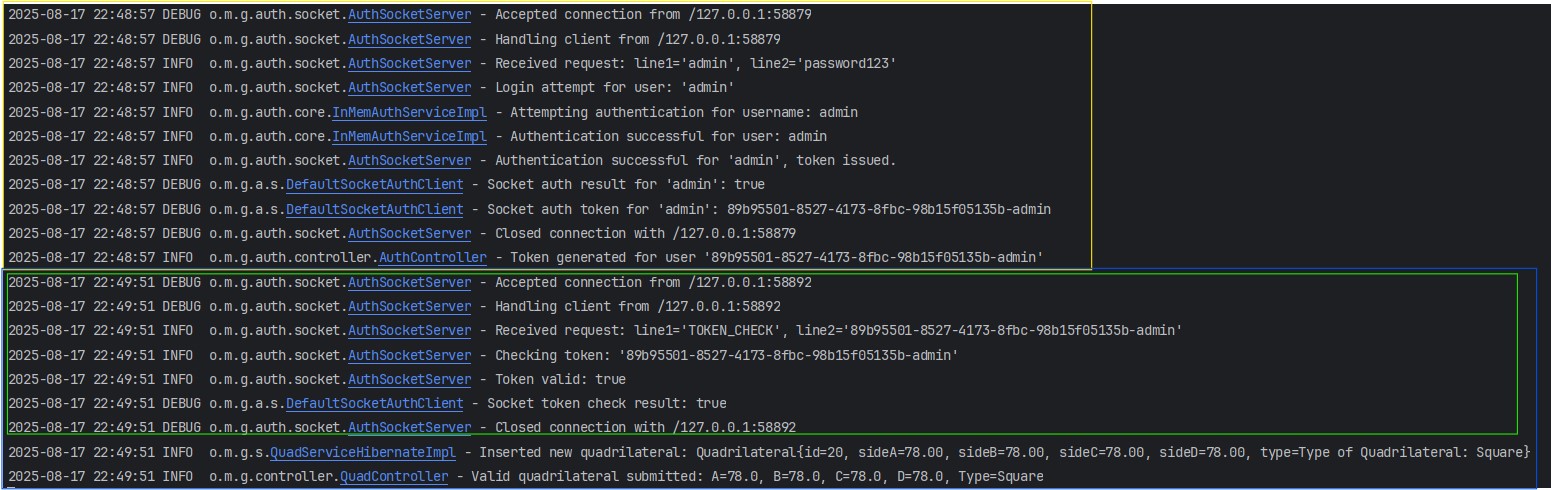 2025-08-17 22:48:57 DEBUG o.m.g.auth.socket.AuthSocketServer - Accepted connection from /127.0.0.1:58879
2025-08-17 22:48:57 DEBUG o.m.g.auth.socket.AuthSocketServer - Handling client from /127.0.0.1:58879
2025-08-17 22:48:57 INFO  o.m.g.auth.socket.AuthSocketServer - Received request: line1='admin', line2='password123'
2025-08-17 22:48:57 INFO  o.m.g.auth.socket.AuthSocketServer - Login attempt for user: 'admin'
2025-08-17 22:48:57 INFO  o.m.g.auth.core.InMemAuthServiceImpl - Attempting authentication for username: admin
2025-08-17 22:48:57 INFO  o.m.g.auth.core.InMemAuthServiceImpl - Authentication successful for user: admin
2025-08-17 22:48:57 INFO  o.m.g.auth.socket.AuthSocketServer - Authentication successful for 'admin', token issued.
2025-08-17 22:48:57 DEBUG o.m.g.a.s.DefaultSocketAuthClient - Socket auth result for 'admin': true
2025-08-17 22:48:57 DEBUG o.m.g.a.s.DefaultSocketAuthClient - Socket auth token for 'admin': 89b95501-8527-4173-8fbc-98b15f05135b-admin
2025-08-17 22:48:57 DEBUG o.m.g.auth.socket.AuthSocketServer - Closed connection with /127.0.0.1:58879
2025-08-17 22:48:57 INFO  o.m.g.auth.controller.AuthController - Token generated for user '89b95501-8527-4173-8fbc-98b15f05135b-admin'
2025-08-17 22:49:51 DEBUG o.m.g.auth.socket.AuthSocketServer - Accepted connection from /127.0.0.1:58892
2025-08-17 22:49:51 DEBUG o.m.g.auth.socket.AuthSocketServer - Handling client from /127.0.0.1:58892
2025-08-17 22:49:51 INFO  o.m.g.auth.socket.AuthSocketServer - Received request: line1='TOKEN_CHECK', line2='89b95501-8527-4173-8fbc-98b15f05135b-admin'
2025-08-17 22:49:51 INFO  o.m.g.auth.socket.AuthSocketServer - Checking token: '89b95501-8527-4173-8fbc-98b15f05135b-admin'
2025-08-17 22:49:51 INFO  o.m.g.auth.socket.AuthSocketServer - Token valid: true
2025-08-17 22:49:51 DEBUG o.m.g.a.s.DefaultSocketAuthClient - Socket token check result: true
2025-08-17 22:49:51 DEBUG o.m.g.auth.socket.AuthSocketServer - Closed connection with /127.0.0.1:58892
2025-08-17 22:49:51 INFO  o.m.g.s.QuadServiceHibernateImpl - Inserted new quadrilateral: Quadrilateral{id=20, sideA=78.00, sideB=78.00, sideC=78.00, sideD=78.00, type=Type of Quadrilateral: Square}
2025-08-17 22:49:51 INFO  o.m.g.controller.QuadController - Valid quadrilateral submitted: A=78.0, B=78.0, C=78.0, D=78.0, Type=Square